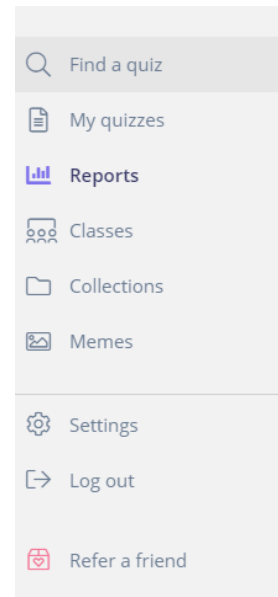 Find a quiz
My quizzes
Reports
Classes
Collections
Memes
Settings
Log out
Refer a friend